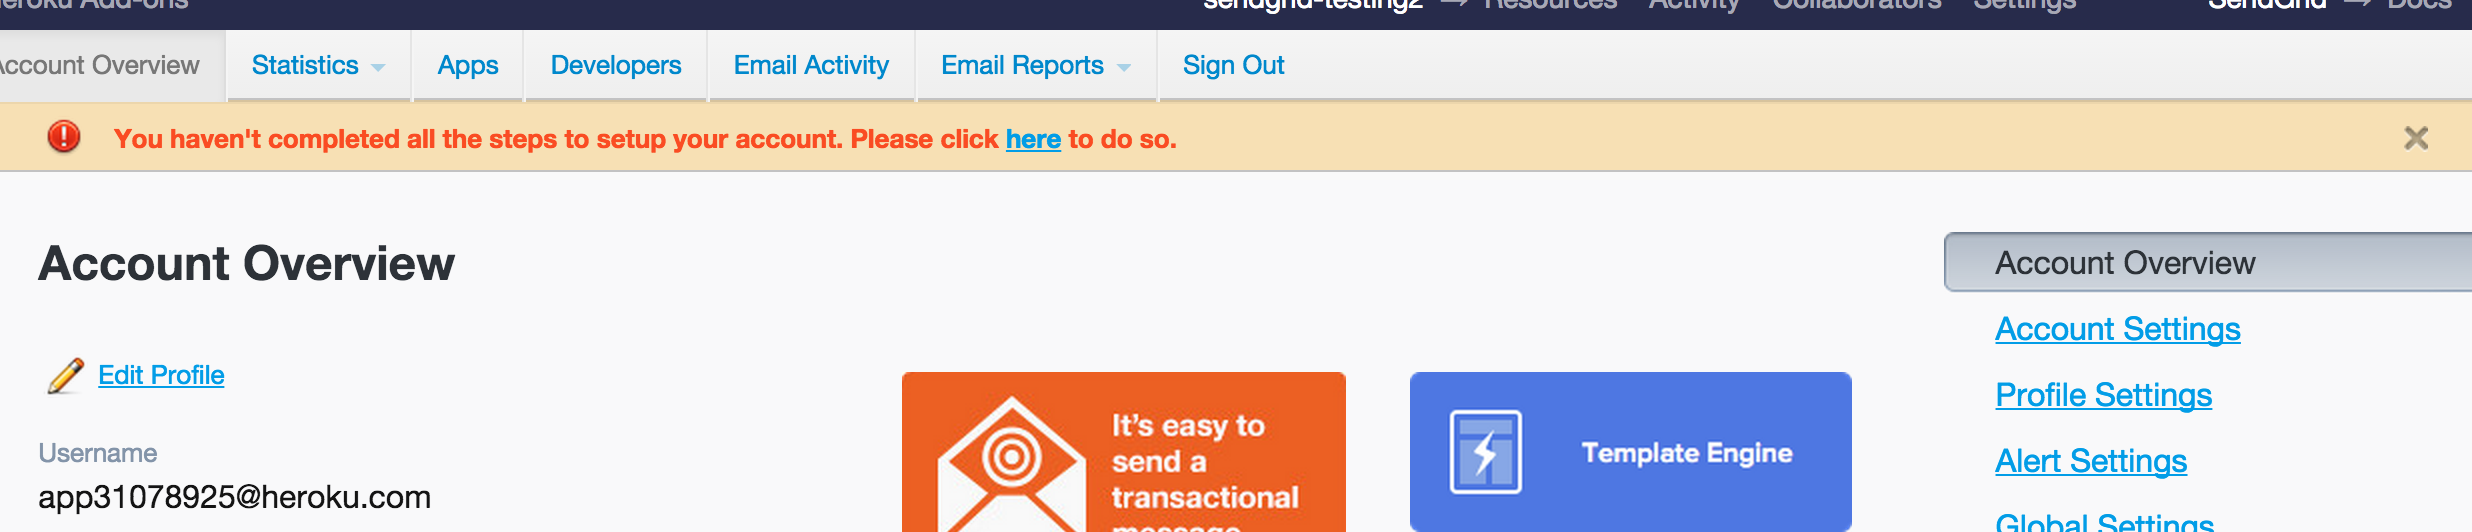 Heroku Add-ons
sendgrid-testing2 → Resources Activity Collaborators Settings SendGrid → Docs
Account Overview Statistics Apps Developers Email Activity Email Reports Sign Out
You haven't completed all the steps to setup your account. Please click here to do so.
Account Overview
Edit Profile
Username
app31078925@heroku.com
It's easy to
send a
transactional
message
Template Engine
Account Overview
Account Settings
Profile Settings
Alert Settings
Global Settings